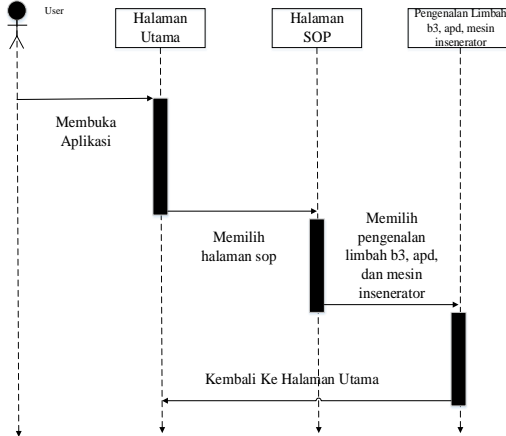 User
Halaman
Utama
Halaman
SOP
Pengenalan Limbah
b3, apd, mesin
insenerator
Membuka
Aplikasi
Memilih
halaman sop
Memilih
pengenalan
limbah b3, apd,
dan mesin
insenerator
Kembali Ke Halaman Utama